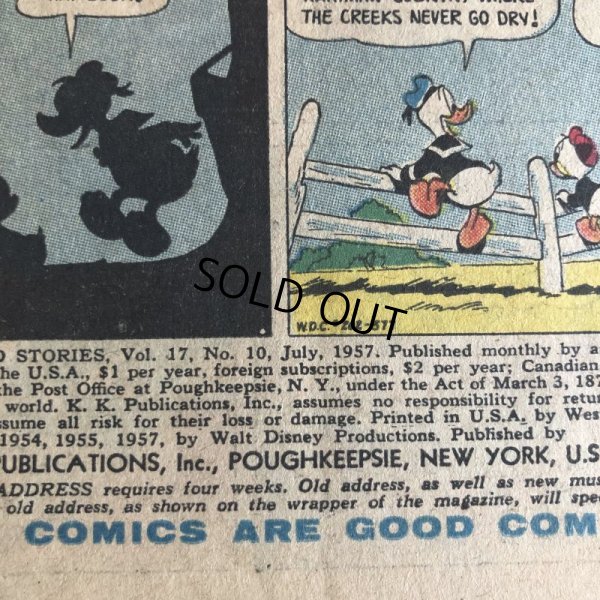 THE CREEKS NEVER GO DRY!
SOLD OUT
W.D.C.
STORIES, Vol. 17, No. 10, July, 1957. Published monthly by
the U.S.A., $1 per year, foreign subscriptions, $2 per year; Canadian
the Post Office at Poughkeepsie, N. Y., under the Act of March 3, 187
world. K. K. Publications, Inc., assumes no responsibility for retur
ssume all risk for their loss or damage. Printed in U.S.A. by Wes
1954, 1955, 1957, by Walt Disney Productions. Published by
PUBLICATIONS, Inc., POUGHKEEPSIE, NEW YORK, U.S
ADDRESS requires four weeks. Old address, as well as new mus
old address, as shown on the wrapper of the magazine, will spe
COMICS ARE GOOD COM